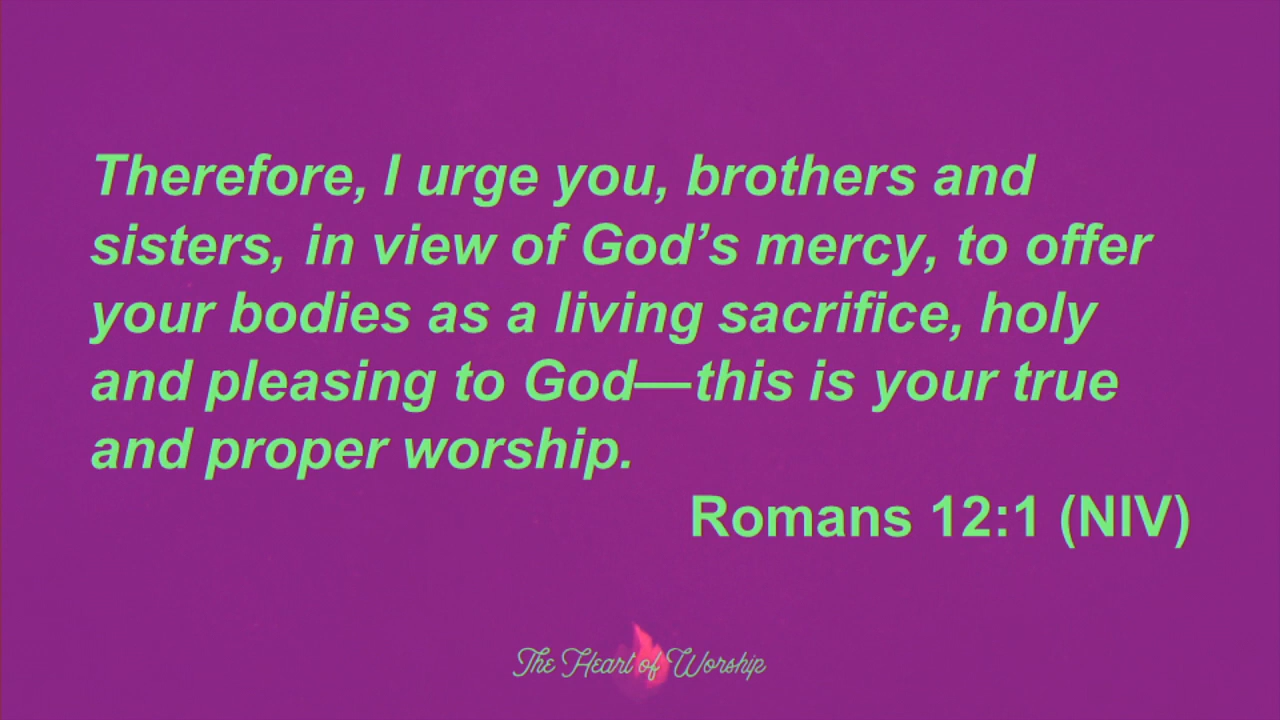 Therefore, I urge you, brothers and
sisters, in view of God’s mercy, to offer
your bodies as a living sacrifice, holy
and pleasing to God—this is your true
and proper worship.
Romans 12:1 (NIV)
The Heart of Worship